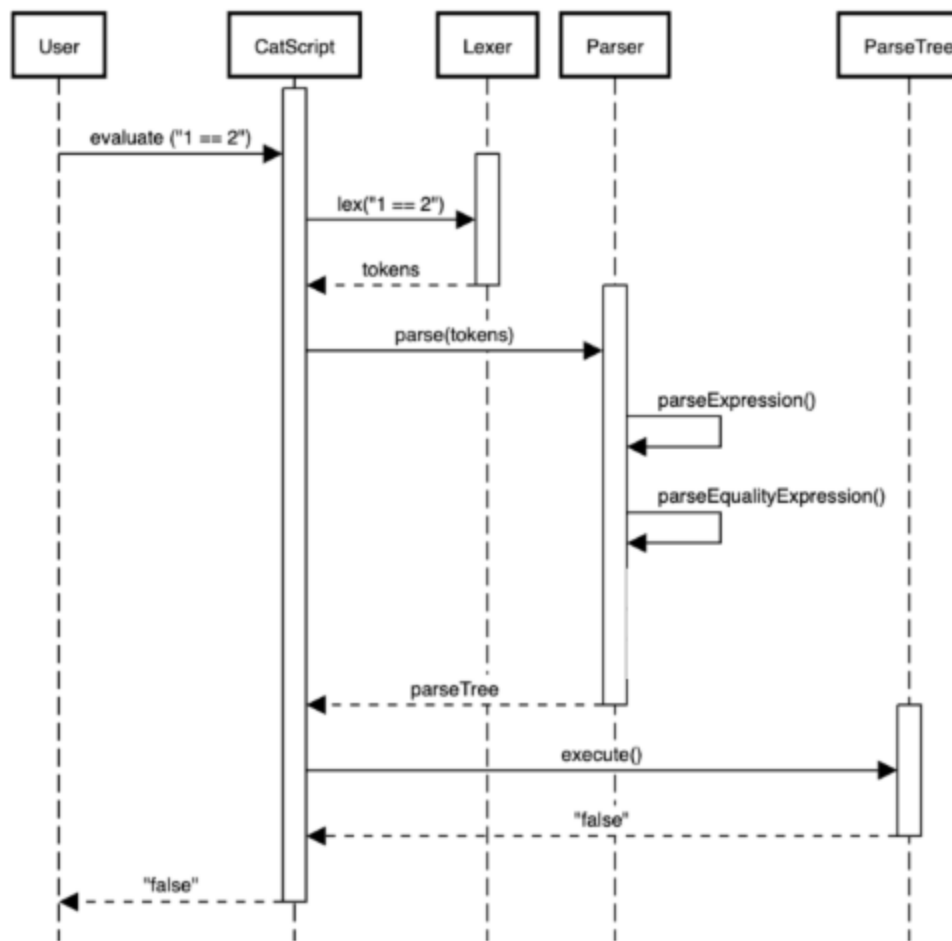 User
CatScript
Lexer
Parser
ParseTree
evaluate ("1 == 2")
lex("1 == 2")
tokens
parse(tokens)
parseExpression()
parseEqualityExpression()
parseTree
execute()
"false"
"false"